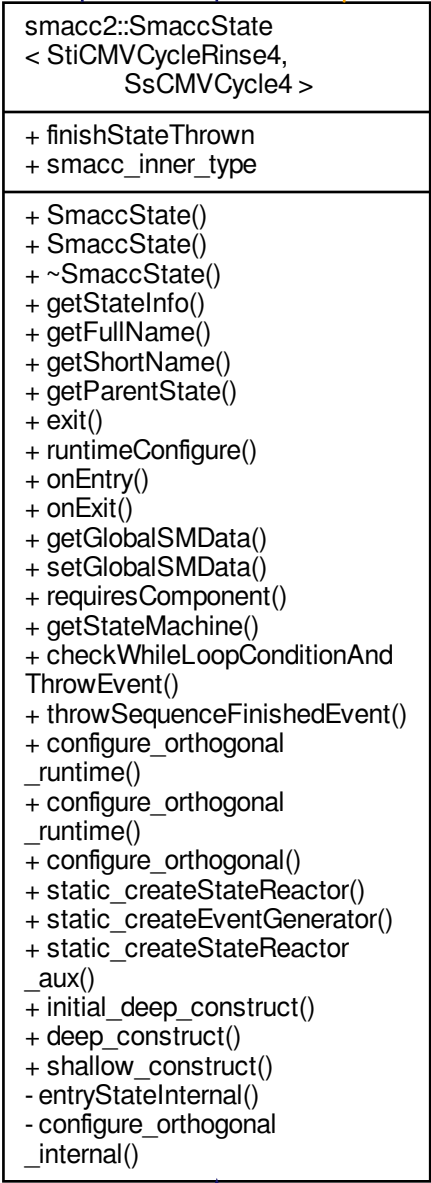 smacc2::SmaccState
< StiCMVCycleRinse4,
SsCMVCycle4 >
+ finishStateThrown
+ smacc_inner_type
+ SmaccState()
+ SmaccState()
+ ~SmaccState()
+ getStateInfo()
+ getFullName()
+ getShortName()
+ getParentState()
+ exit()
+ runtimeConfigure()
+ onEntry()
+ onExit()
+ getGlobalSMData()
+ setGlobalSMData()
+ requiresComponent()
+ getStateMachine()
+ checkWhileLoopConditionAnd
ThrowEvent()
+ throwSequenceFinishedEvent()
+ configure_orthogonal
_runtime()
+ configure_orthogonal
_runtime()
+ configure_orthogonal()
+ static_createStateReactor()
+ static_createEventGenerator()
+ static_createStateReactor
_aux()
+ initial_deep_construct()
+ deep_construct()
+ shallow_construct()
- entryStateInternal()
- configure_orthogonal
_internal()